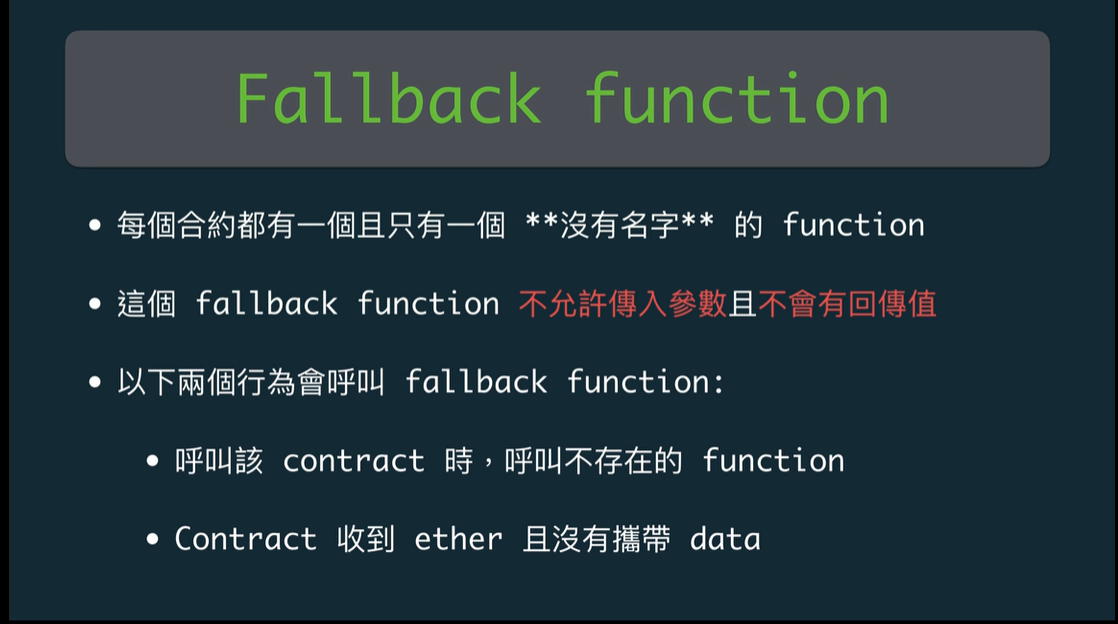 Fallback function
• 每個合約都有一個且只有一個 **沒有名字** 的 function
• 這個 fallback function 不允許傳入參數且不會有回傳值
• 以下兩個行為會呼叫 fallback function:
• 呼叫該 contract 時，呼叫不存在的 function
• Contract 收到 ether 且沒有攜帶 data